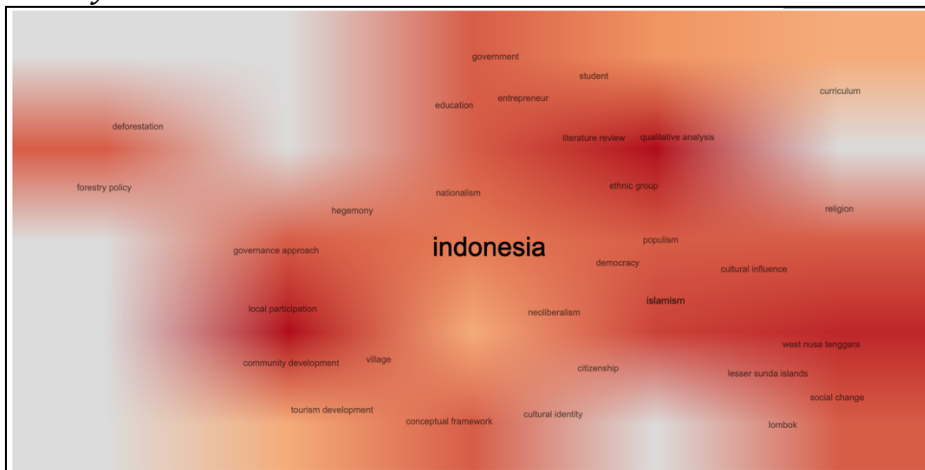 government
student
curriculum
entrepreneur
education
deforestation
literature review
qualitative analysis
forestry policy
ethnic group
nationalism
hegemony
religion
populism
indonesia
governance approach
democracy
cultural influence
islamism
local participation
neoliberalism
west nusa tenggara
village
community development
citizenship
lesser sunda islands
social change
tourism development
cultural identity
conceptual framework
lombok